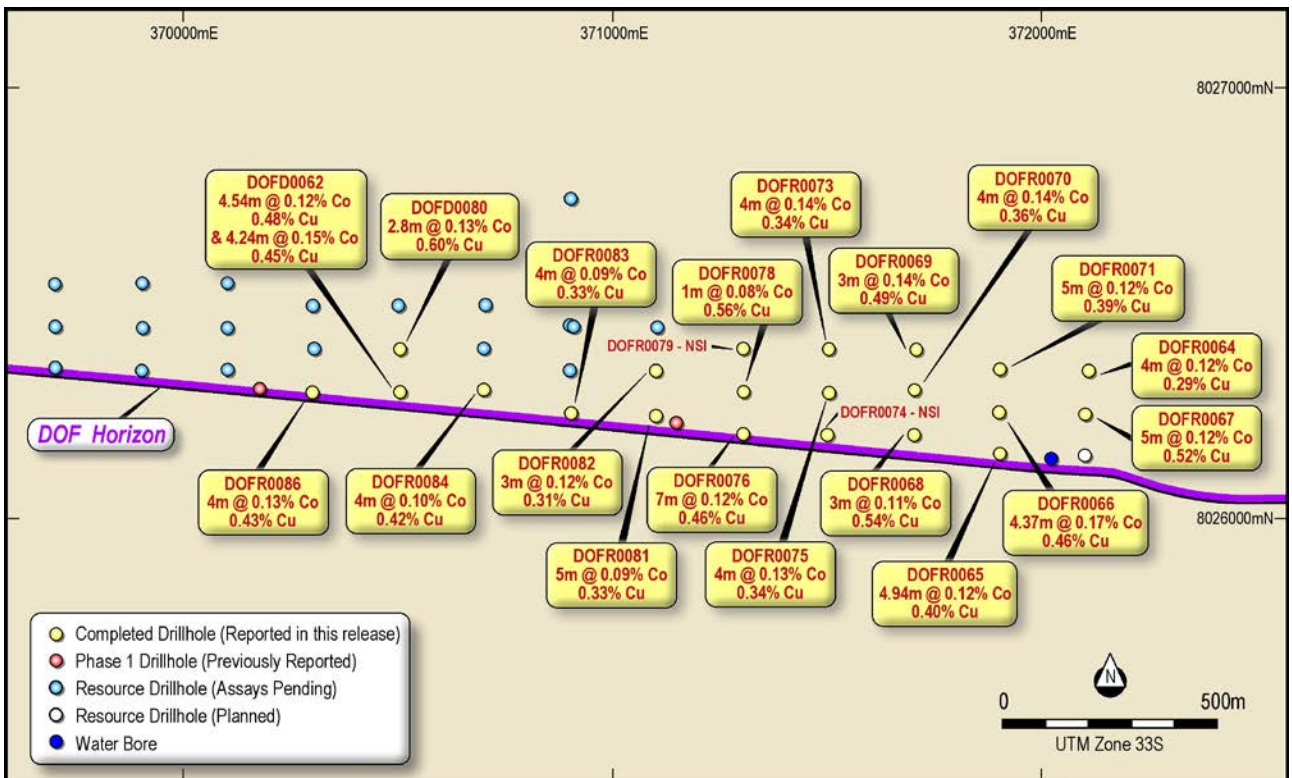 370000mE
371000mE
372000mE
8027000mN
DOFD0062
4.54m @ 0.12% Co
0.48% Cu
& 4.24m @ 0.15% Co
0.45% Cu
DOFD0080
2.8m @ 0.13% Co
0.60% Cu
DOFR0083
4m @ 0.09% Co
0.33% Cu
DOFR0073
4m @ 0.14% Co
0.34% Cu
DOFR0078
1m @ 0.08% Co
0.56% Cu
DOFR0069
3m @ 0.14% Co
0.49% Cu
DOFR0070
4m @ 0.14% Co
0.36% Cu
DOFR0071
5m @ 0.12% Co
0.39% Cu
DOFR0064
4m @ 0.12% Co
0.29% Cu
DOFR0067
5m @ 0.12% Co
0.52% Cu
DOFR0079 - NSI
DOFR0074 - NSI
DOF Horizon
DOFR0086
4m @ 0.13% Co
0.43% Cu
DOFR0084
4m @ 0.10% Co
0.42% Cu
DOFR0082
3m @ 0.12% Co
0.31% Cu
DOFR0081
5m @ 0.09% Co
0.33% Cu
DOFR0076
7m @ 0.12% Co
0.46% Cu
DOFR0075
4m @ 0.13% Co
0.34% Cu
DOFR0068
3m @ 0.11% Co
0.54% Cu
DOFR0065
4.94m @ 0.12% Co
0.40% Cu
DOFR0066
4.37m @ 0.17% Co
0.46% Cu
8026000mN
Completed Drillhole (Reported in this release)
Phase 1 Drillhole (Previously Reported)
Resource Drillhole (Assays Pending)
Resource Drillhole (Planned)
Water Bore
N
0 500m
UTM Zone 33S